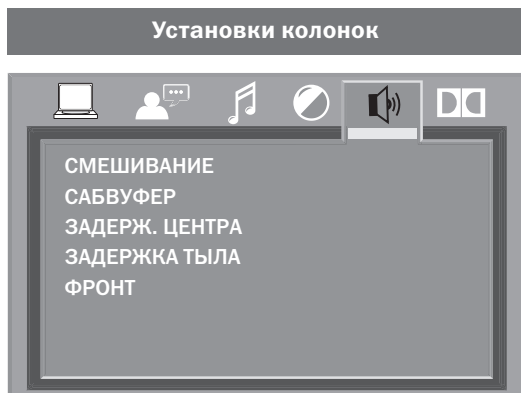 Установки колонок
СМЕШИВАНИЕ
САБВУФЕР
ЗАДЕРЖ. ЦЕНТРА
ЗАДЕРЖКА ТЫЛА
ФРОНТ